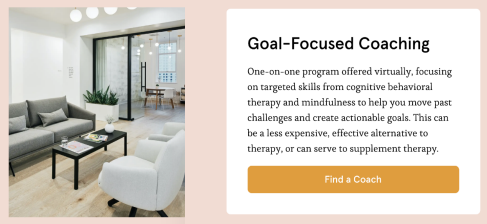 Goal-Focused Coaching
One-on-one program offered virtually, focusing
on targeted skills from cognitive behavioral
therapy and mindfulness to help you move past
challenges and create actionable goals. This can
be a less expensive, effective alternative to
therapy, or can serve to supplement therapy.
Find a Coach